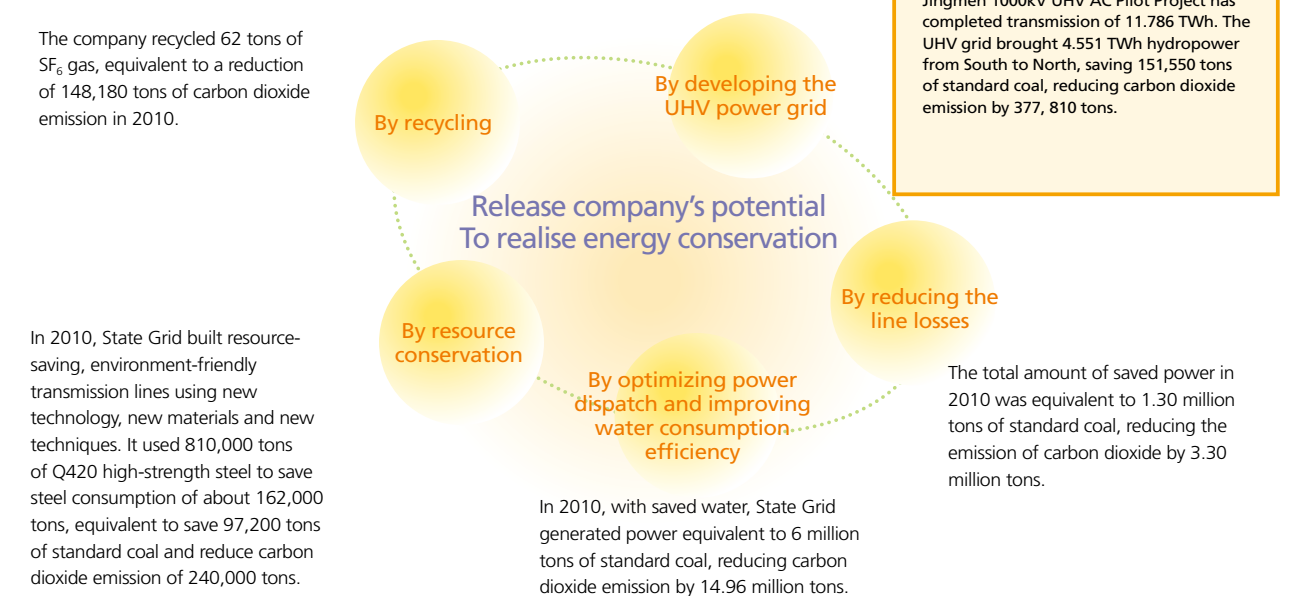 The company recycled 62 tons of
SF₆ gas, equivalent to a reduction
of 148,180 tons of carbon dioxide
emission in 2010.
By recycling
By developing the
UHV power grid
Jingmen 1000kV UHV AC Pilot Project has
completed transmission of 11.786 TWh. The
UHV grid brought 4.551 TWh hydropower
from South to North, saving 151,550 tons
of standard coal, reducing carbon dioxide
emission by 377, 810 tons.
Release company's potential
To realise energy conservation
By reducing the
line losses
The total amount of saved power in
2010 was equivalent to 1.30 million
tons of standard coal, reducing the
emission of carbon dioxide by 3.30
million tons.
By resource
conservation
In 2010, State Grid built resource-
saving, environment-friendly
transmission lines using new
technology, new materials and new
techniques. It used 810,000 tons
of Q420 high-strength steel to save
steel consumption of about 162,000
tons, equivalent to save 97,200 tons
of standard coal and reduce carbon
dioxide emission of 240,000 tons.
By optimizing power
dispatch and improving
water consumption
efficiency
In 2010, with saved water, State Grid
generated power equivalent to 6 million
tons of standard coal, reducing carbon
dioxide emission by 14.96 million tons.